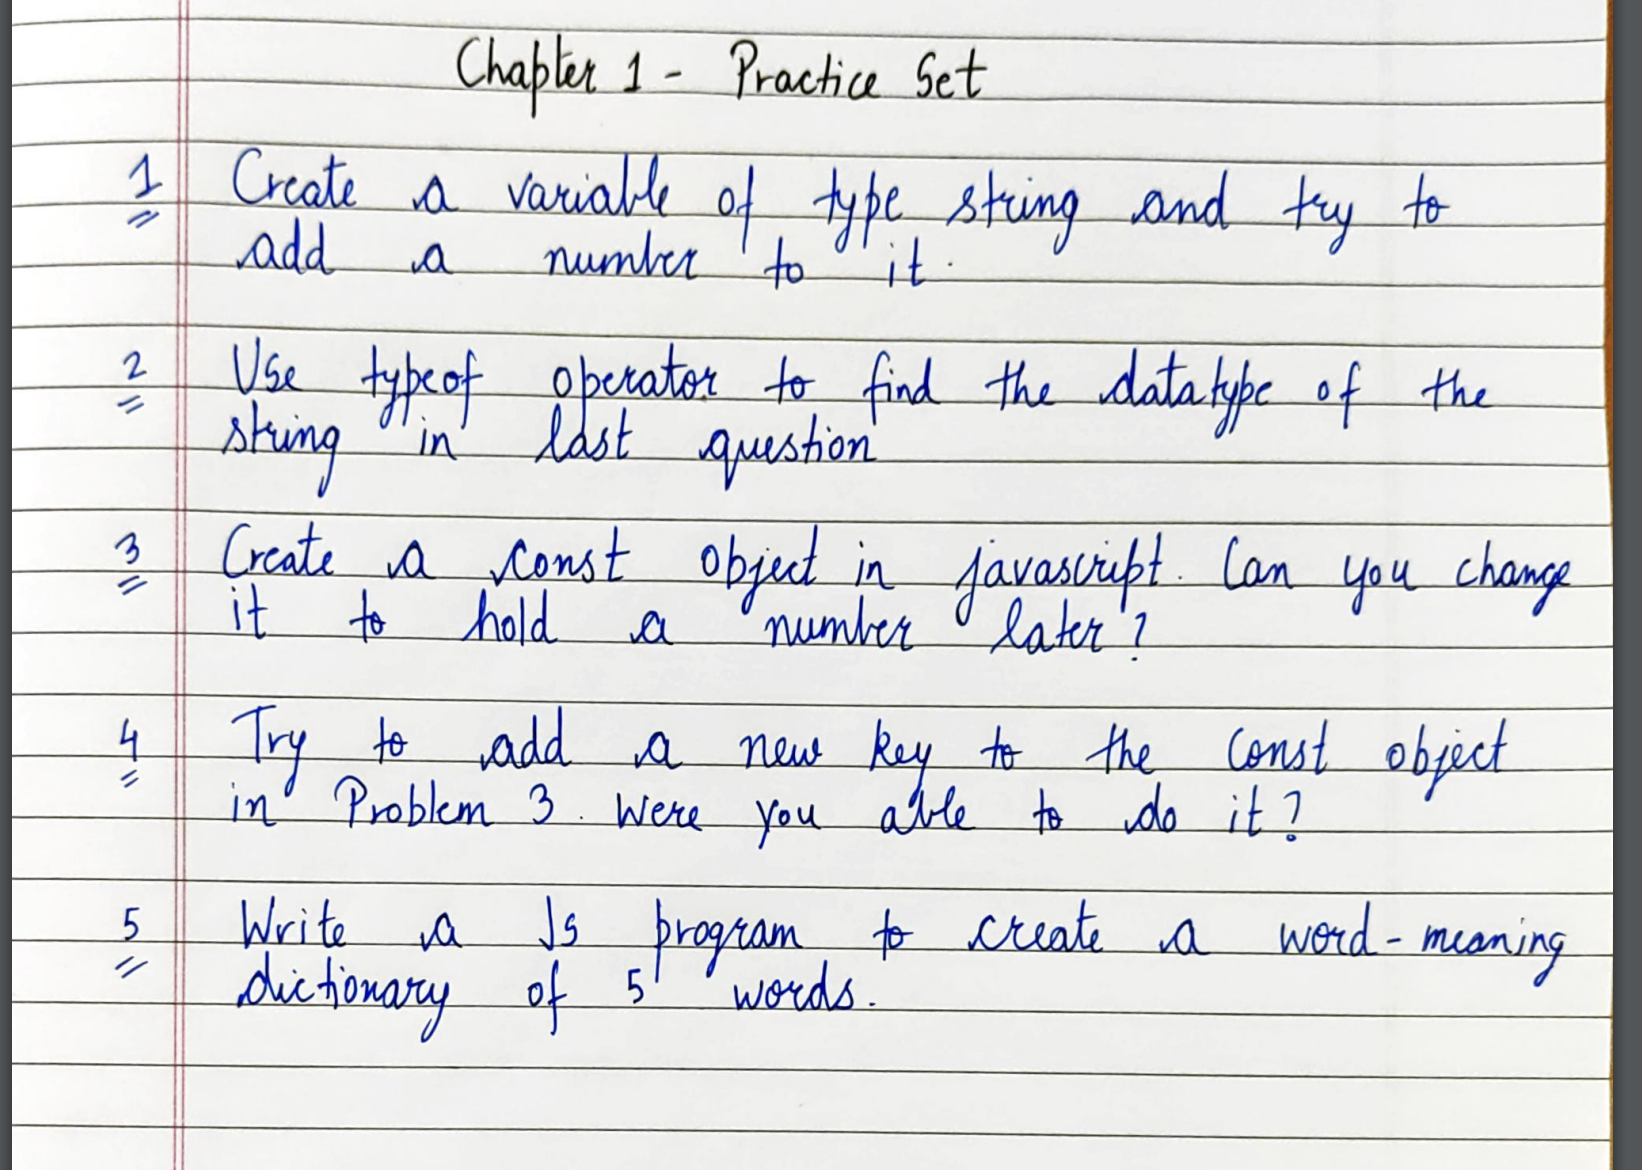 Chapter 1 - Practice Set
1 Create a variable of type string and try to
add a number to it.
2 Use typeof operator to find the datatype of the
string in last question
3 Create a const object in javascript. Can you change
it to hold a number later?
4 Try to add a new key to the const object
in Problem 3. Were you able to do it?
5 Write a Js program to create a word-meaning
dictionary of 5 words.